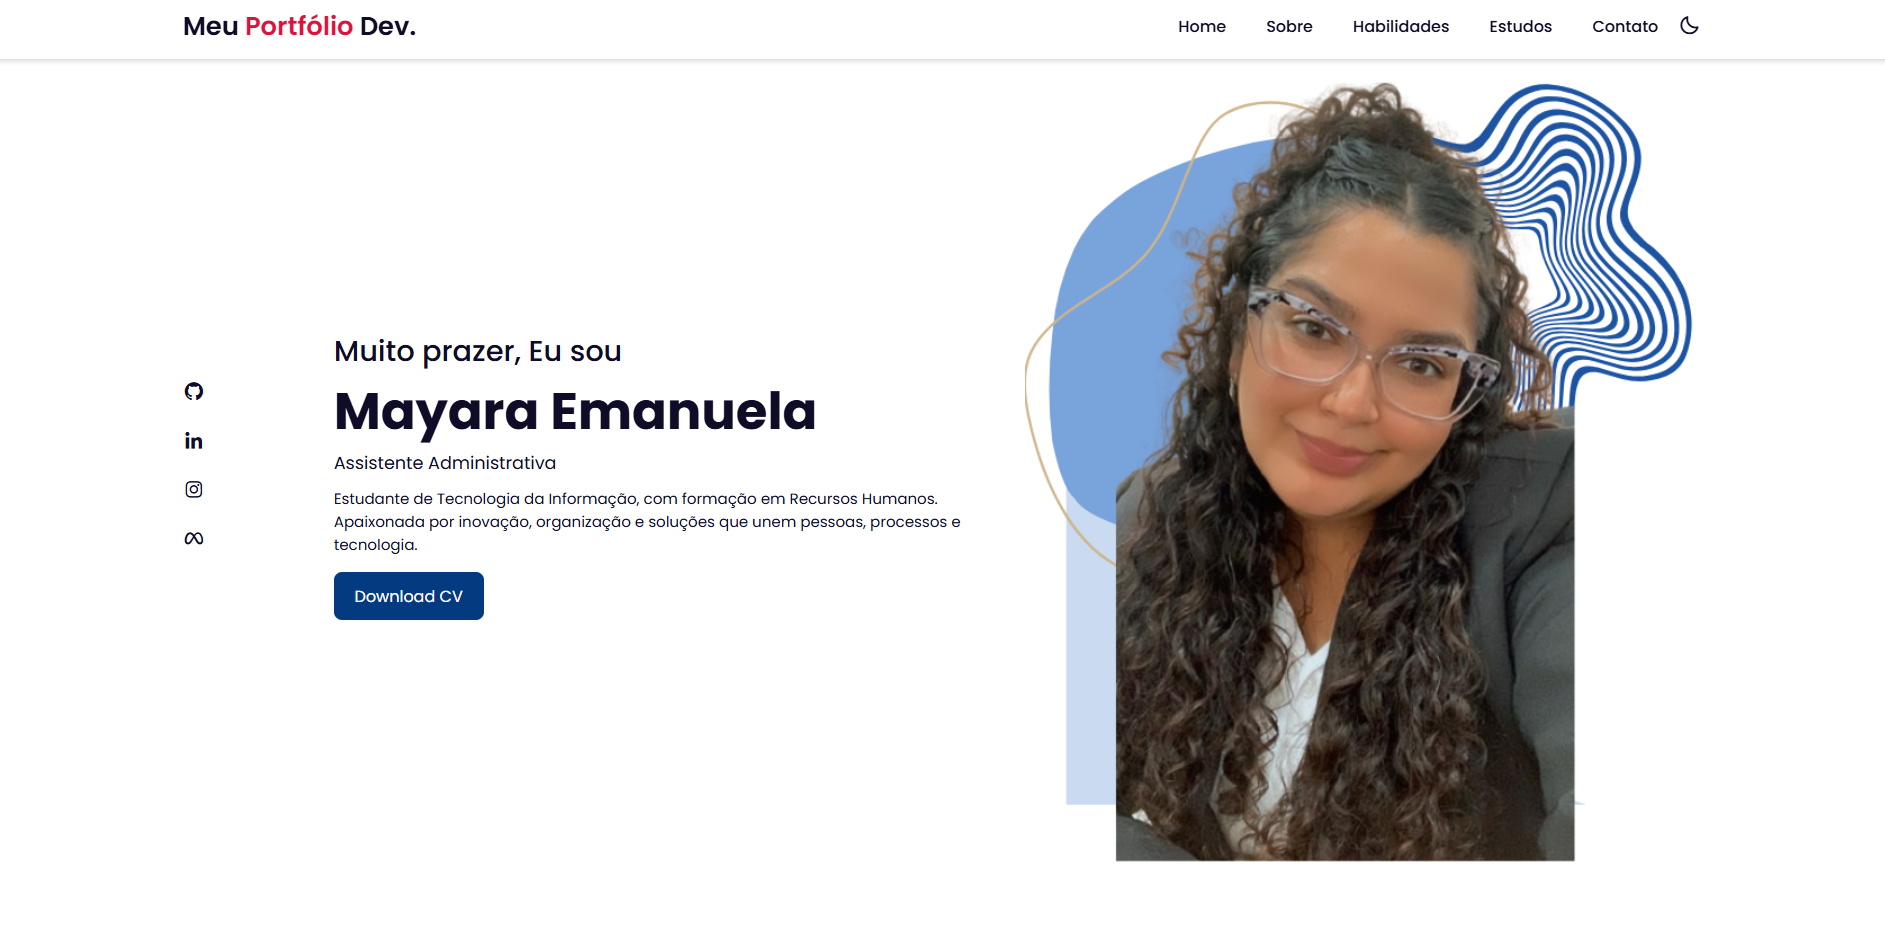 Meu Portfólio Dev.
Home Sobre Habilidades Estudos Contato
Muito prazer, Eu sou
Mayara Emanuela
Assistente Administrativa
Estudante de Tecnologia da Informação, com formação em Recursos Humanos.
Apaixonada por inovação, organização e soluções que unem pessoas, processos e
tecnologia.
Download CV